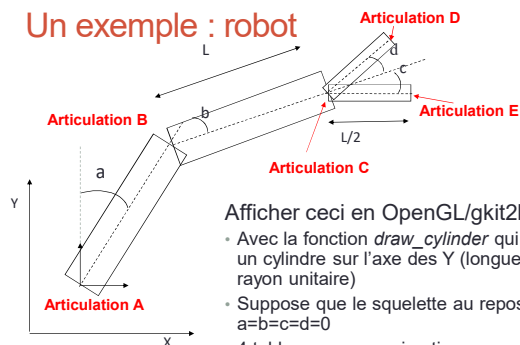 Un exemple : robot
Articulation D
L
d
c
Articulation B
b
Articulation E
L/2
a
Articulation C
Y
Afficher ceci en OpenGL/gkit2l
• Avec la fonction draw_cylinder qui
un cylindre sur l'axe des Y (longue
rayon unitaire)
• Suppose que le squelette au repos
a=b=c=d=0
Articulation A
X